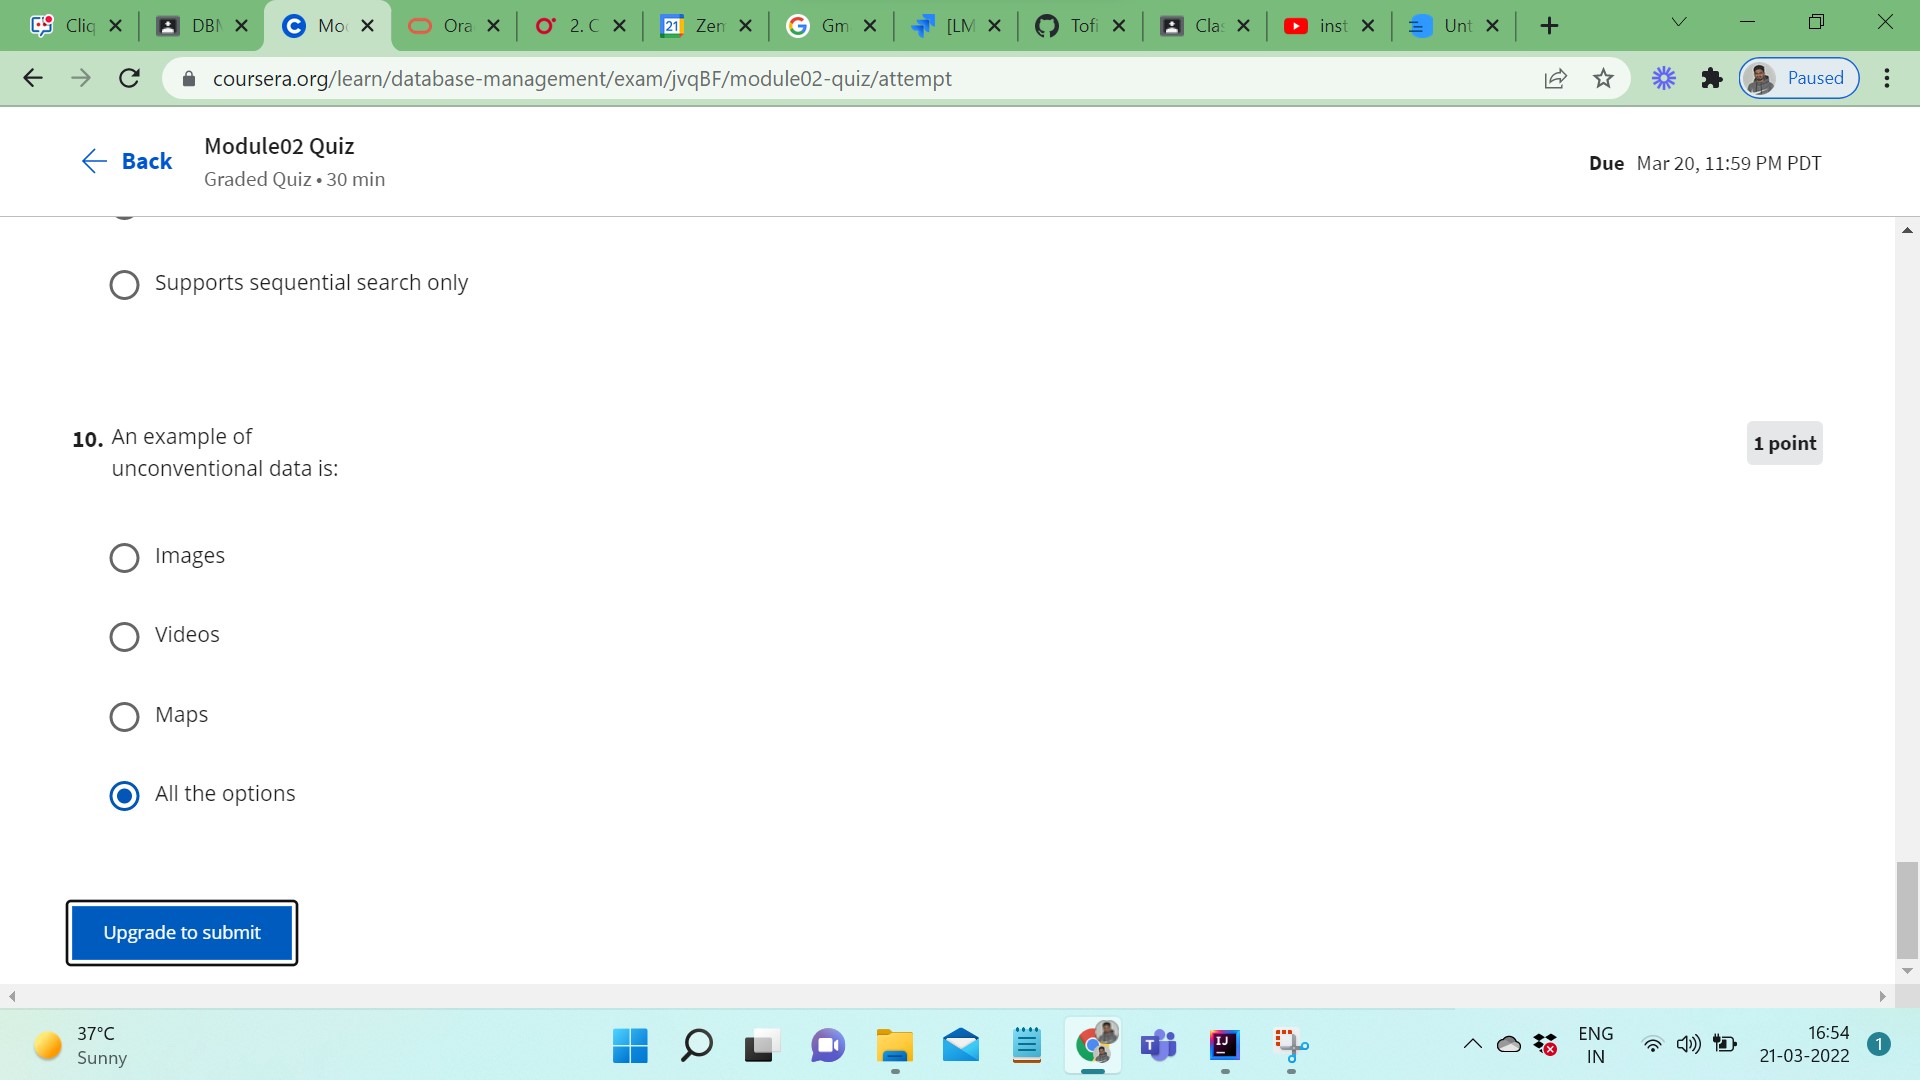 Cliq
DBM
Moc
Ora
2. C
Zen
Gm
[LM
Tofi
Clas
inst
Unt
coursera.org/learn/database-management/exam/jvqBF/module02-quiz/attempt
Paused
Back
Module02 Quiz
Graded Quiz • 30 min
Due Mar 20, 11:59 PM PDT
Supports sequential search only
10. An example of
unconventional data is:
1 point
Images
Videos
Maps
All the options
Upgrade to submit
37°C
Sunny
ENG
IN
16:54
21-03-2022
1